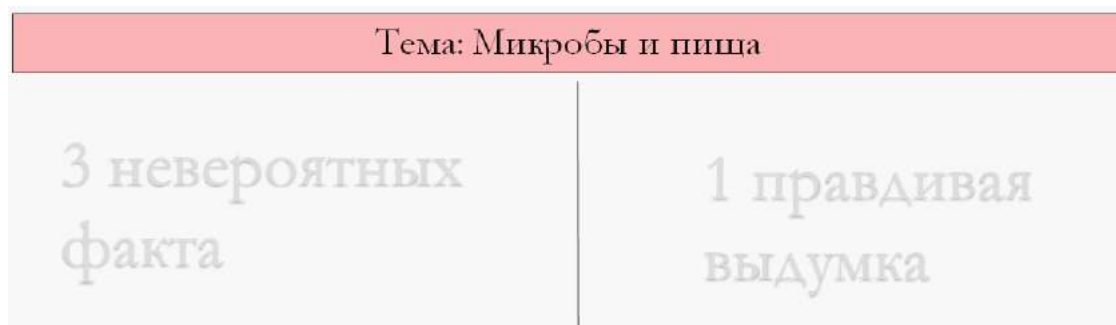 Тема: Микробы и пища
3 невероятных
факта
1 правдивая
выдумка